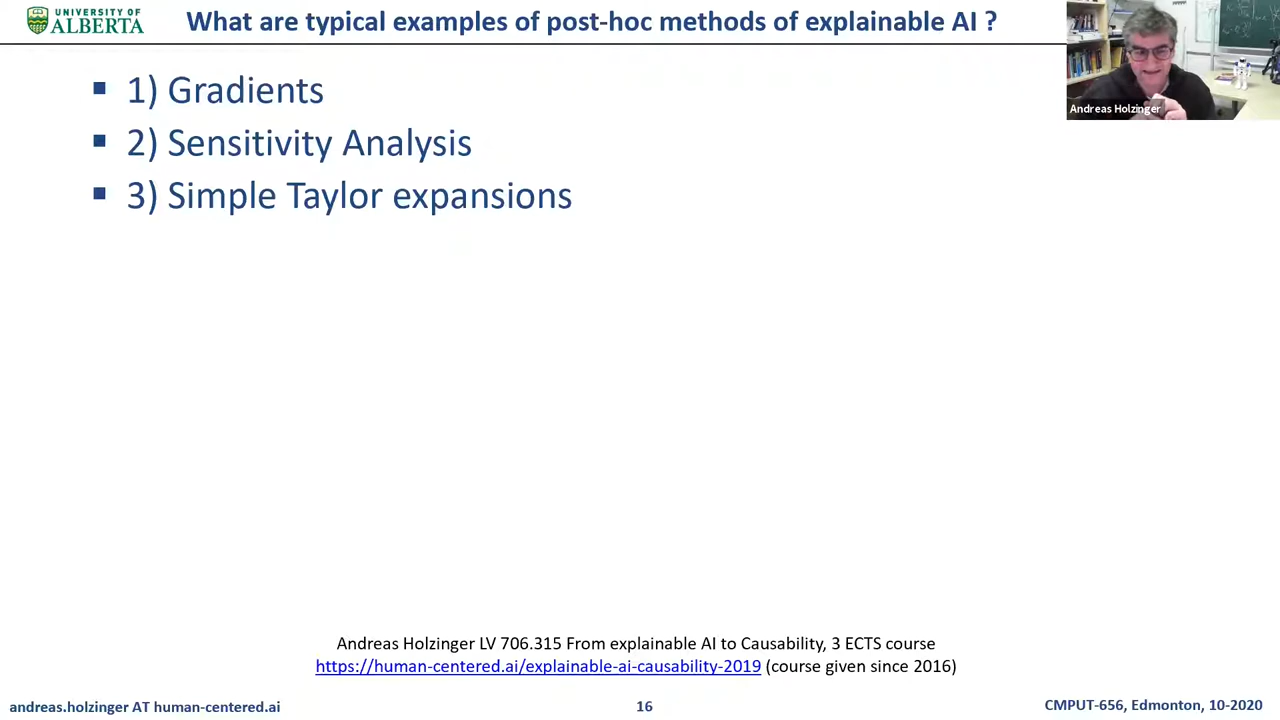 UNIVERSITY OF
ALBERTA
What are typical examples of post-hoc methods of explainable AI ?
Andreas Holzinger
1) Gradients
2) Sensitivity Analysis
3) Simple Taylor expansions
Andreas Holzinger LV 706.315 From explainable AI to Causability, 3 ECTS course
https://human-centered.ai/explainable-ai-causability-2019 (course given since 2016)
andreas.holzinger AT human-centered.ai
16
CMPUT-656, Edmonton, 10-2020